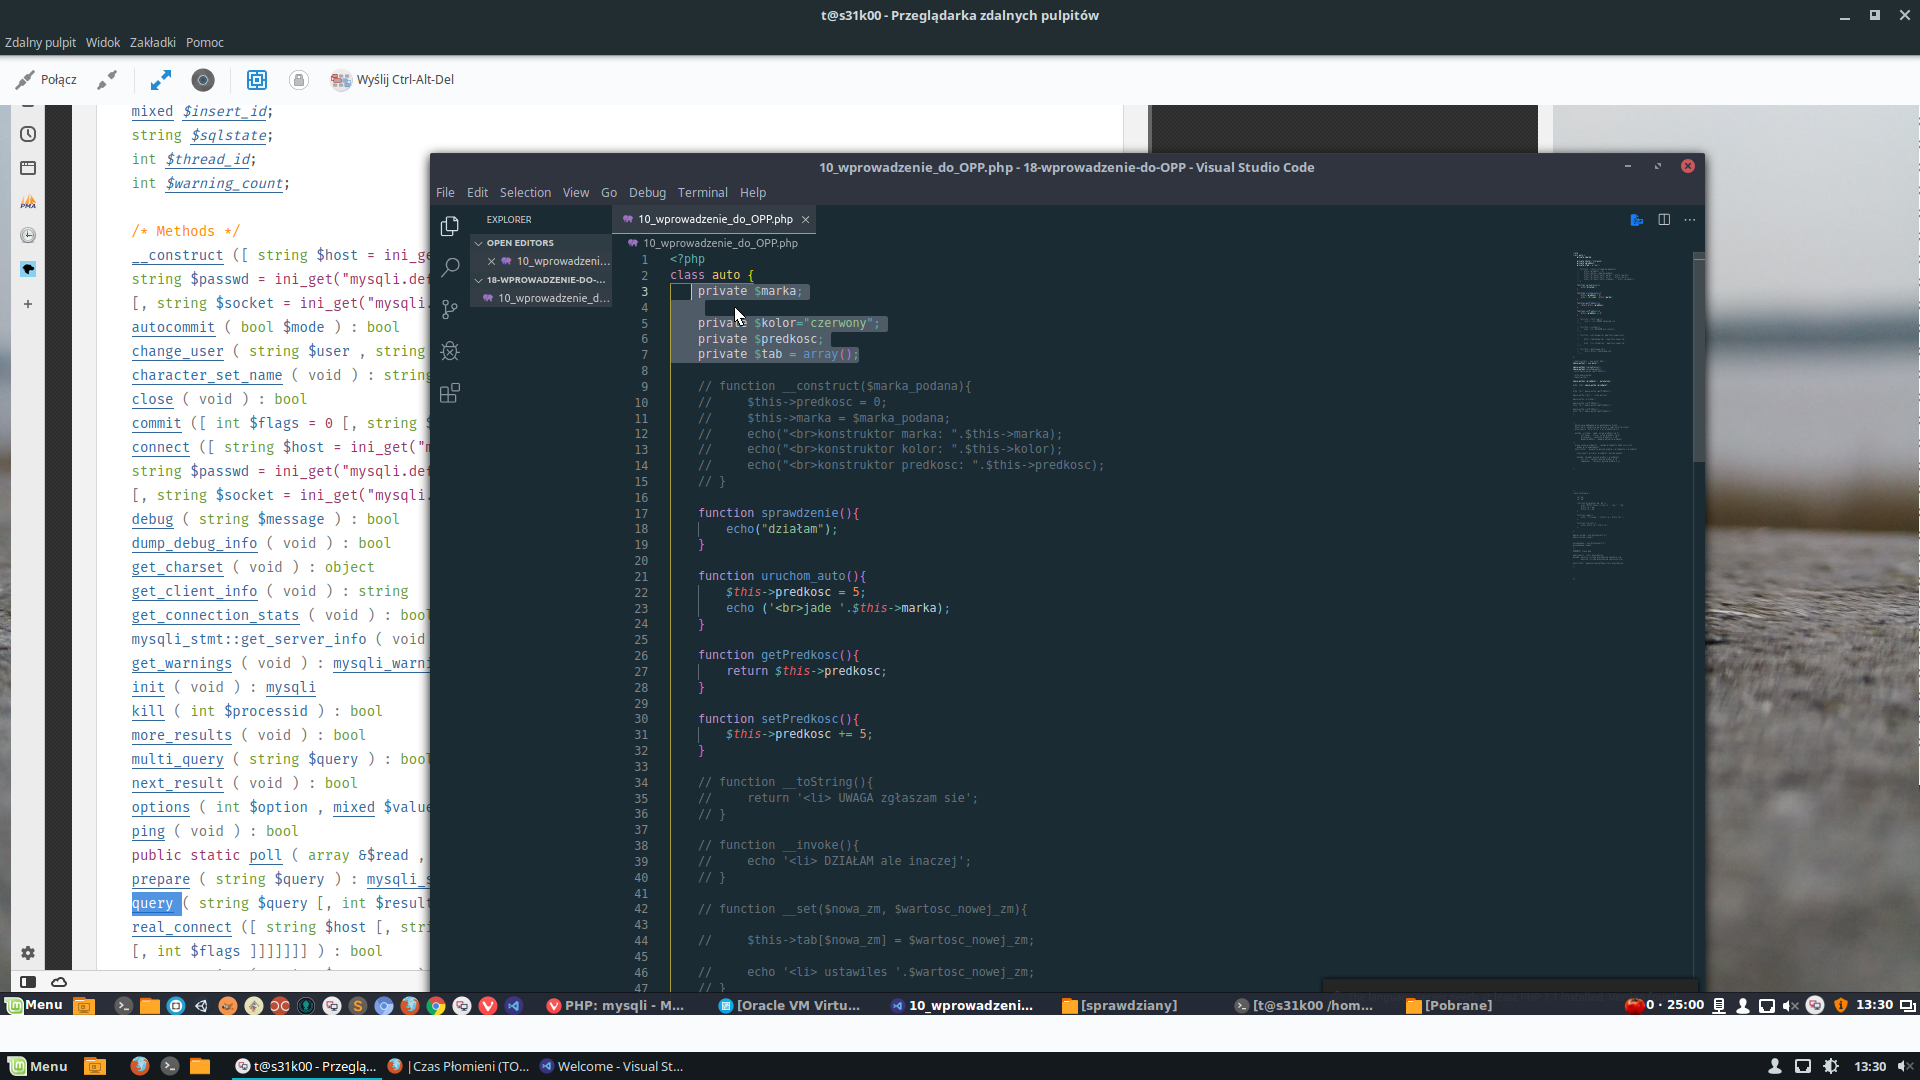 t@s31k00 - Przeglądarka zdalnych pulpitów
Zdalny pulpit Widok Zakładki Pomoc
Połącz Wyślij Ctrl-Alt-Del
mixed $insert_id;
string $sqlstate;
int $thread_id;
int $warning_count;
/* Methods */
__construct ([ string $host = ini_ge
string $passwd = ini_get("mysqli.def
[, string $socket = ini_get("mysqli.
autocommit ( bool $mode ) : bool
change_user ( string $user , string
character_set_name ( void ) : string
close ( void ) : bool
commit ([ int $flags = 0 [, string $
connect ([ string $host = ini_get("m
string $passwd = ini_get("mysqli.def
[, string $socket = ini_get("mysqli.
debug ( string $message ) : bool
dump_debug_info ( void ) : bool
get_charset ( void ) : object
get_client_info ( void ) : string
get_connection_stats ( void ) : bool
mysqli_stmt::get_server_info ( void
get_warnings ( void ) : mysqli_warni
init ( void ) : mysqli
kill ( int $processid ) : bool
more_results ( void ) : bool
multi_query ( string $query ) : bool
next_result ( void ) : bool
options ( int $option , mixed $value
ping ( void ) : bool
public static poll ( array &$read ,
prepare ( string $query ) : mysqli_s
query ( string $query [, int $result
real_connect ([ string $host [, stri
[, int $flags ]]]]]]] ) : bool
10_wprowadzenie_do_OPP.php - 18-wprowadzenie-do-OPP - Visual Studio Code
File Edit Selection View Go Debug Terminal Help
EXPLORER
OPEN EDITORS
10_wprowadzeni...
18-WPROWADZENIE-DO-...
10_wprowadzenie_d...
10_wprowadzenie_do_OPP.php
10_wprowadzenie_do_OPP.php
1 <?php
2 class auto {
3 private $marka;
4
5 private $kolor="czerwony";
6 private $predkosc;
7 private $tab = array();
8
9 // function __construct($marka_podana){
10 // $this->predkosc = 0;
11 // $this->marka = $marka_podana;
12 // echo("<br>konstruktor marka: ".$this->marka);
13 // echo("<br>konstruktor kolor: ".$this->kolor);
14 // echo("<br>konstruktor predkosc: ".$this->predkosc);
15 // }
16
17 function sprawdzenie(){
18 echo("działam");
19 }
20
21 function uruchom_auto(){
22 $this->predkosc = 5;
23 echo ('<br>jade '.$this->marka);
24 }
25
26 function getPredkosc(){
27 return $this->predkosc;
28 }
29
30 function setPredkosc(){
31 $this->predkosc += 5;
32 }
33
34 // function __toString(){
35 // return '<li> UWAGA zgłaszam sie';
36 // }
37
38 // function __invoke(){
39 // echo '<li> DZIAŁAM ale inaczej';
40 // }
41
42 // function __set($nowa_zm, $wartosc_nowej_zm){
43
44 // $this->tab[$nowa_zm] = $wartosc_nowej_zm;
45
46 // echo '<li> ustawiles '.$wartosc_nowej_zm;
47 // }
Menu PHP: mysqli - M... [Oracle VM Virtu... 10_wprowadzeni... [sprawdziany] [t@s31k00 /hom... [Pobrane] 0 · 25:00 13:30
Menu t@s31k00 - Przeglą... |Czas Płomieni (TO... Welcome - Visual St... 13:30